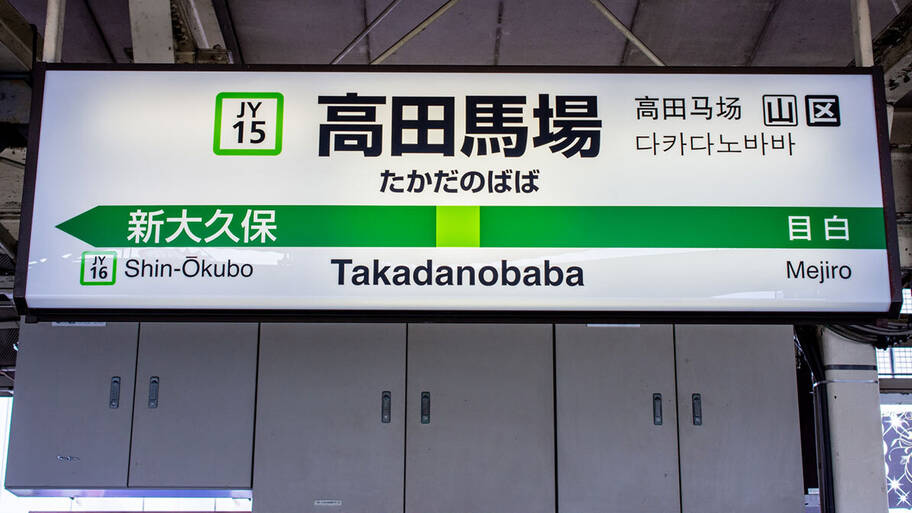 JY
15
高田馬場
高田马场 山 区
다카다노바바
たかだのばば
新大久保
目白
JY
16
Shin-Ōkubo
Takadanobaba
Mejiro